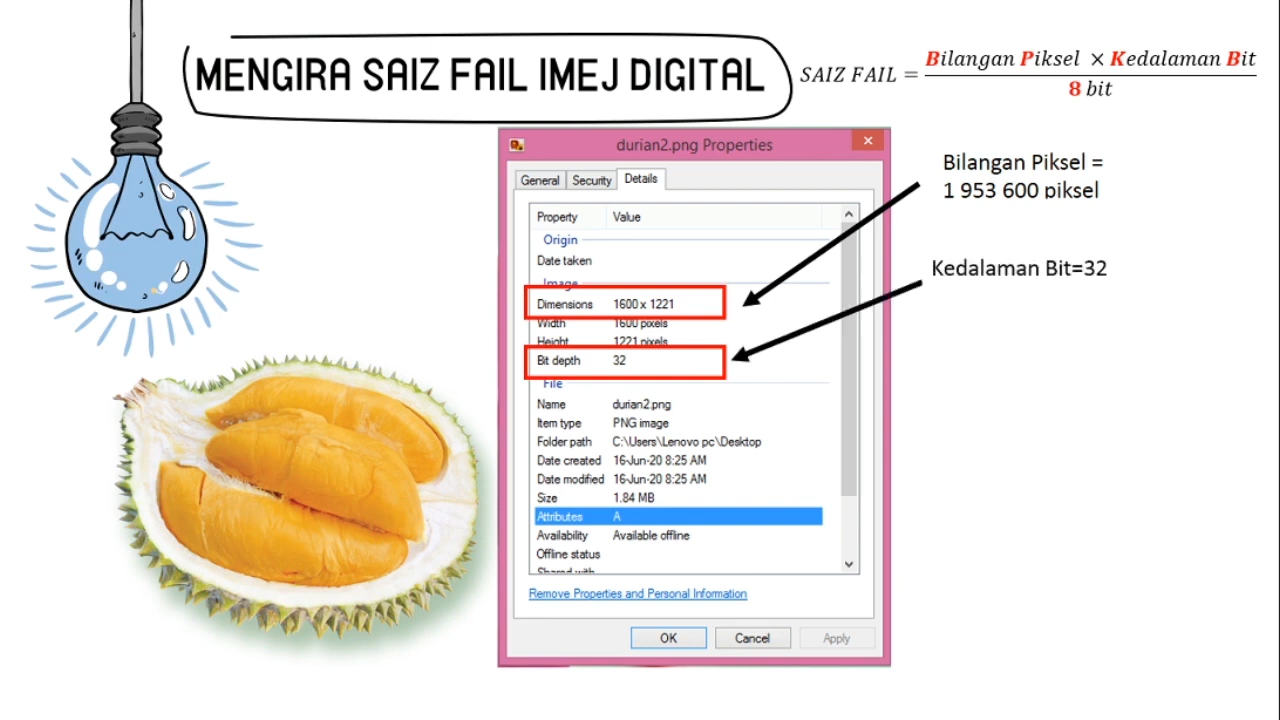 MENGIRA SAIZ FAIL IMEJ DIGITAL
SAIZ FAIL = Bilangan Piksel × Kedalaman Bit
8 bit
durian2.png Properties
General Security Details
Property Value
Origin
Date taken
Image
Dimensions 1600 x 1221
Width 1600 pixels
Height 1221 pixels
Bit depth 32
File
Name durian2.png
Item type PNG image
Folder path C:\Users\Lenovo pc\Desktop
Date created 16-Jun-20 8:25 AM
Date modified 16-Jun-20 8:25 AM
Size 1.84 MB
Attributes A
Availability Available offline
Offline status
Shared with
Remove Properties and Personal Information
OK Cancel Apply
Bilangan Piksel =
1 953 600 piksel
Kedalaman Bit=32